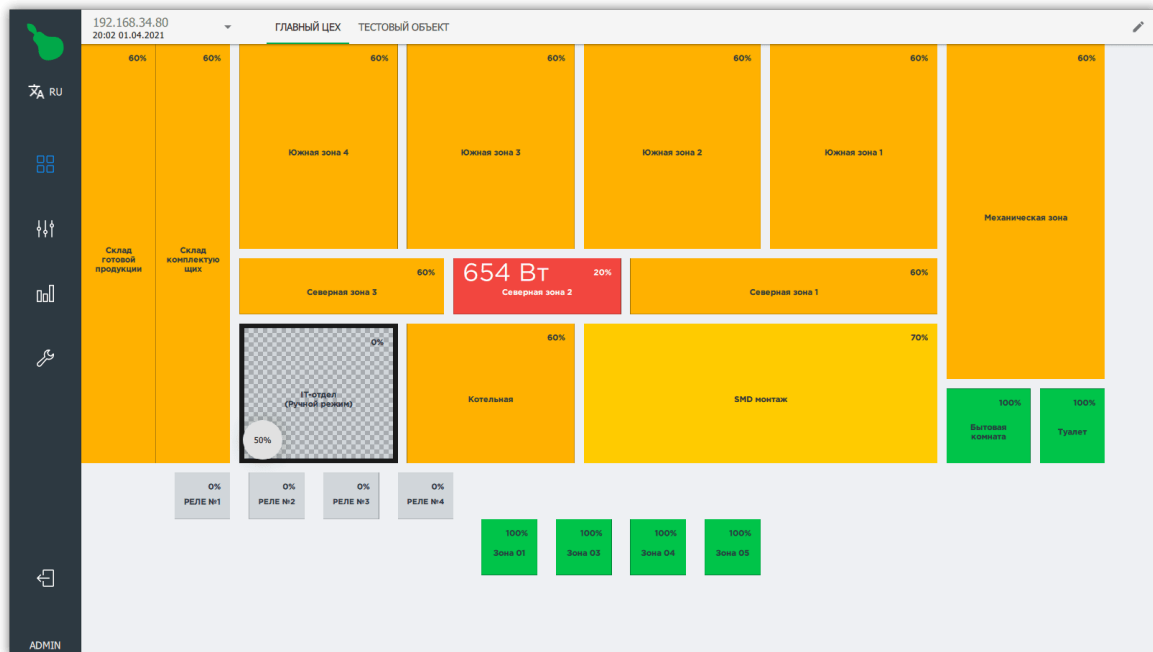 192.168.34.80
20:02 01.04.2021
ГЛАВНЫЙ ЦЕХ
ТЕСТОВЫЙ ОБЪЕКТ
RU
60%
Склад
готовой
продукции
60%
Склад
комплектую
щих
60%
Южная зона 4
60%
Южная зона 3
60%
Южная зона 2
60%
Южная зона 1
60%
Механическая зона
60%
Северная зона 3
654 Вт
20%
Северная зона 2
60%
Северная зона 1
0%
IT-отдел
(Ручной режим)
50%
60%
Котельная
70%
SMD монтаж
100%
Бытовая
комната
100%
Туалет
0%
РЕЛЕ №1
0%
РЕЛЕ №2
0%
РЕЛЕ №3
0%
РЕЛЕ №4
100%
Зона 01
100%
Зона 03
100%
Зона 04
100%
Зона 05
ADMIN